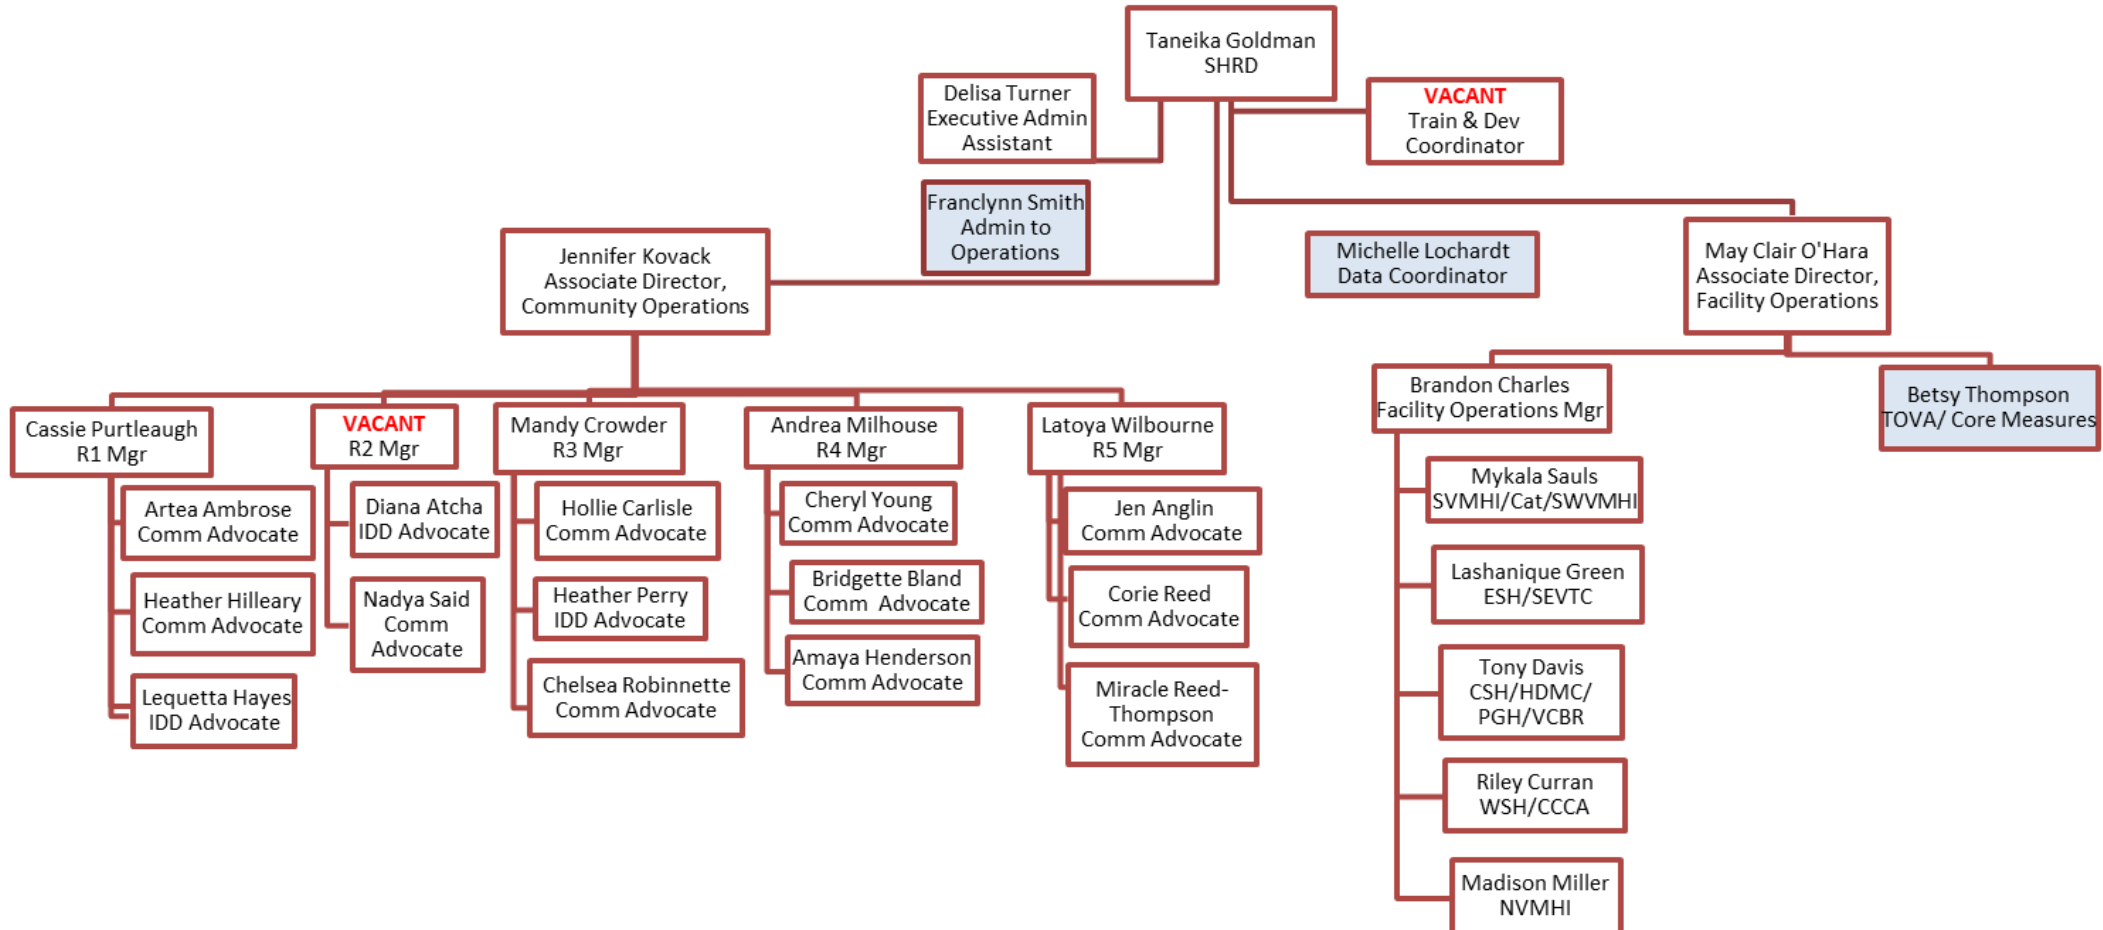 Taneika Goldman
SHRD
Delisa Turner
Executive Admin
Assistant
VACANT
Train & Dev
Coordinator
Franclynn Smith
Admin to
Operations
Jennifer Kovack
Associate Director,
Community Operations
Michelle Lochardt
Data Coordinator
May Clair O'Hara
Associate Director,
Facility Operations
Cassie Purtleaugh
R1 Mgr
Artea Ambrose
Comm Advocate
Heather Hilleary
Comm Advocate
Lequetta Hayes
IDD Advocate
VACANT
R2 Mgr
Diana Atcha
IDD Advocate
Nadya Said
Comm
Advocate
Mandy Crowder
R3 Mgr
Hollie Carlisle
Comm Advocate
Heather Perry
IDD Advocate
Chelsea Robinnette
Comm Advocate
Andrea Milhouse
R4 Mgr
Cheryl Young
Comm Advocate
Bridgette Bland
Comm  Advocate
Amaya Henderson
Comm Advocate
Latoya Wilbourne
R5 Mgr
Jen Anglin
Comm Advocate
Corie Reed
Comm Advocate
Miracle Reed-
Thompson
Comm Advocate
Brandon Charles
Facility Operations Mgr
Mykala Sauls
SVMHI/Cat/SWVMHI
Lashanique Green
ESH/SEVTC
Tony Davis
CSH/HDMC/
PGH/VCBR
Riley Curran
WSH/CCCA
Madison Miller
NVMHI
Betsy Thompson
TOVA/ Core Measures